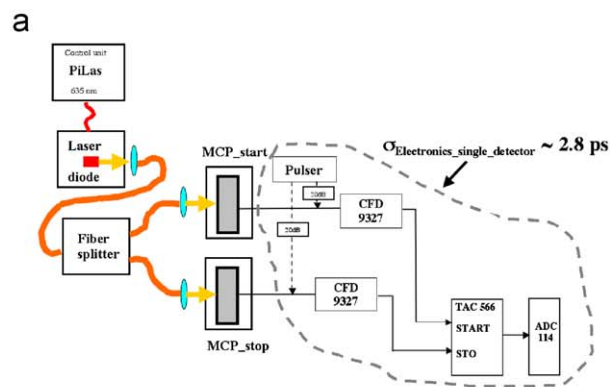 a
Control unit
PiLas
635 nm
Laser
diode
Fiber
splitter
MCP_start
MCP_stop
Pulser
20dB
20dB
CFD
9327
CFD
9327
σElectronics_single_detector ~ 2.8 ps
TAC 566
START
STO
ADC
114